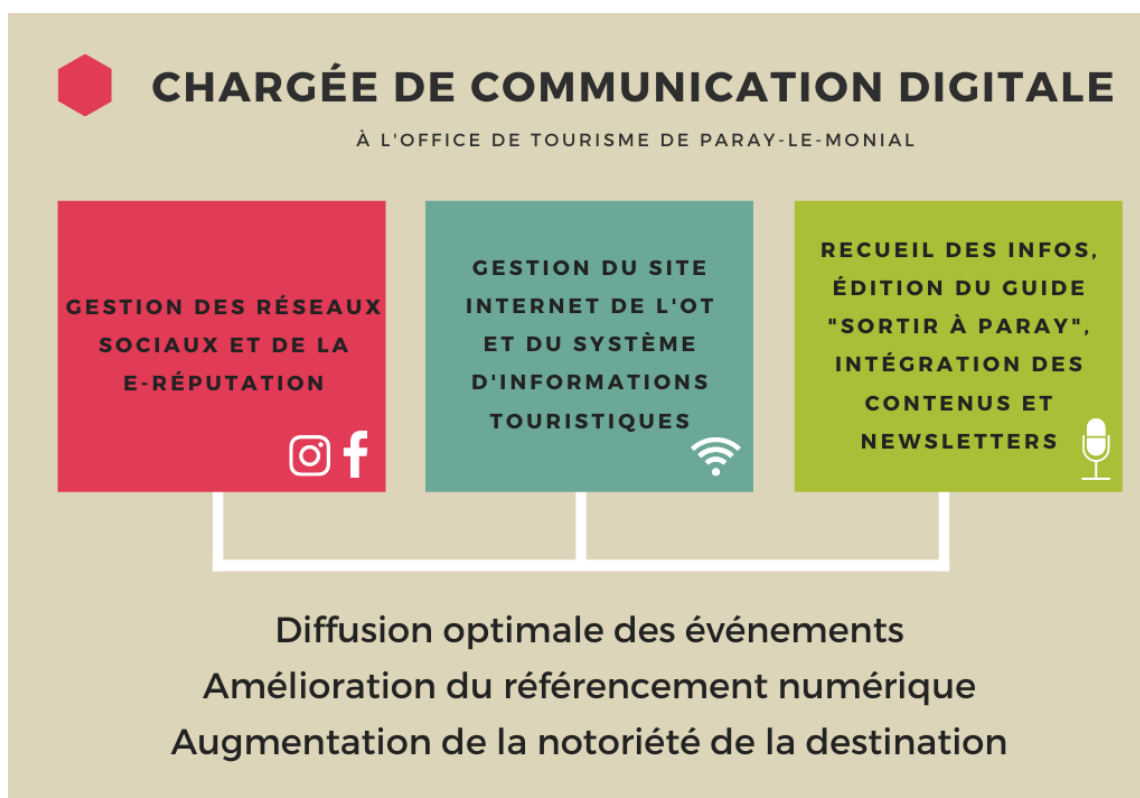 CHARGÉE DE COMMUNICATION DIGITALE
À L'OFFICE DE TOURISME DE PARAY-LE-MONIAL
GESTION DES RÉSEAUX
SOCIAUX ET DE LA
E-RÉPUTATION
GESTION DU SITE
INTERNET DE L'OT
ET DU SYSTÈME
D'INFORMATIONS
TOURISTIQUES
RECUEIL DES INFOS,
ÉDITION DU GUIDE
"SORTIR À PARAY",
INTÉGRATION DES
CONTENUS ET
NEWSLETTERS
Diffusion optimale des événements
Amélioration du référencement numérique
Augmentation de la notoriété de la destination